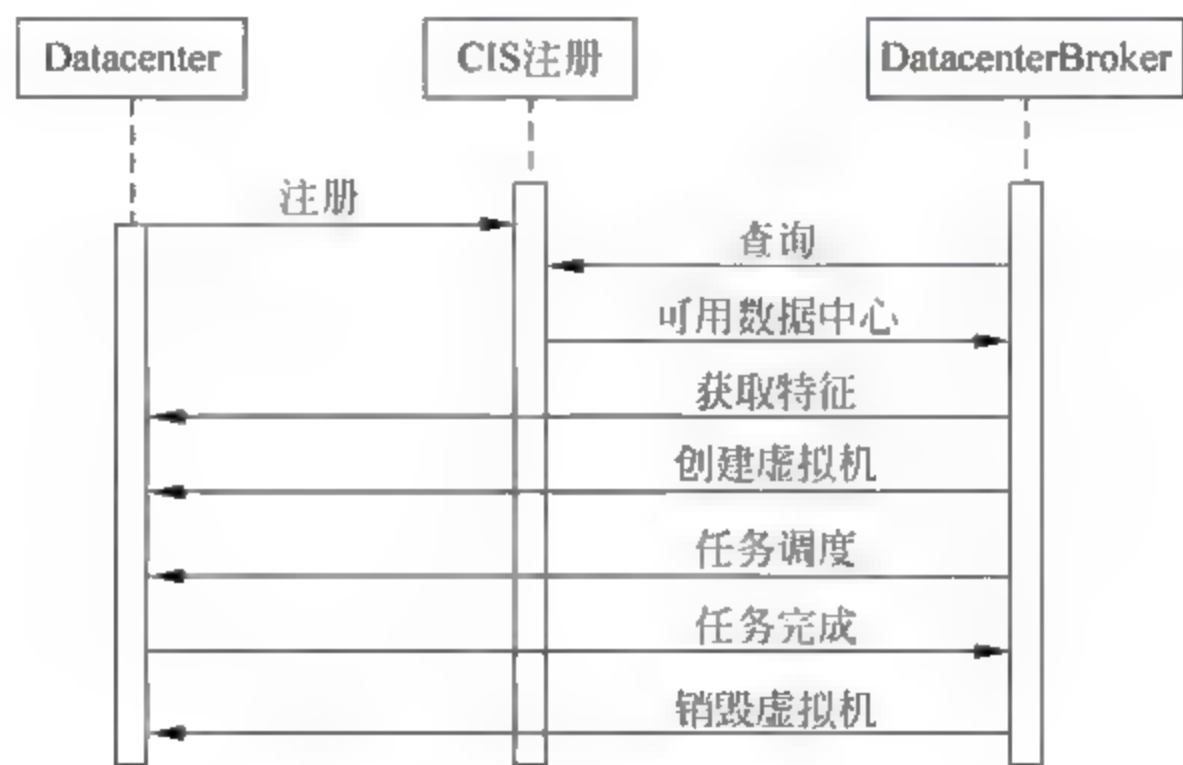 Datacenter
CIS注册
DatacenterBroker
注册
查询
可用数据中心
获取特征
创建虚拟机
任务调度
任务完成
销毁虚拟机